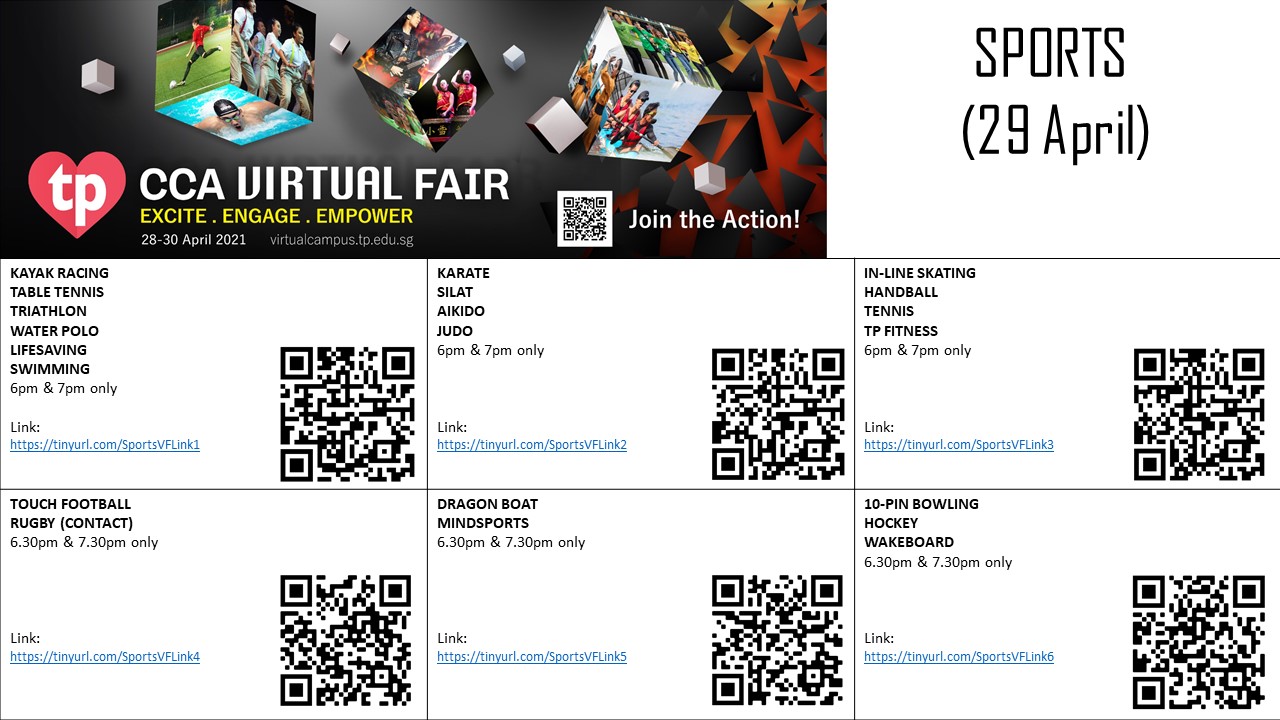 SPORTS
(29 April)
tp
CCA VIRTUAL FAIR
EXCITE . ENGAGE . EMPOWER
28-30 April 2021 virtualcampus.tp.edu.sg
Join the Action!
小雪
KAYAK RACING
TABLE TENNIS
TRIATHLON
WATER POLO
LIFESAVING
SWIMMING
6pm & 7pm only
Link:
https://tinyurl.com/SportsVFLink1
KARATE
SILAT
AIKIDO
JUDO
6pm & 7pm only
Link:
https://tinyurl.com/SportsVFLink2
IN-LINE SKATING
HANDBALL
TENNIS
TP FITNESS
6pm & 7pm only
Link:
https://tinyurl.com/SportsVFLink3
TOUCH FOOTBALL
RUGBY (CONTACT)
6.30pm & 7.30pm only
Link:
https://tinyurl.com/SportsVFLink4
DRAGON BOAT
MINDSPORTS
6.30pm & 7.30pm only
Link:
https://tinyurl.com/SportsVFLink5
10-PIN BOWLING
HOCKEY
WAKEBOARD
6.30pm & 7.30pm only
Link:
https://tinyurl.com/SportsVFLink6